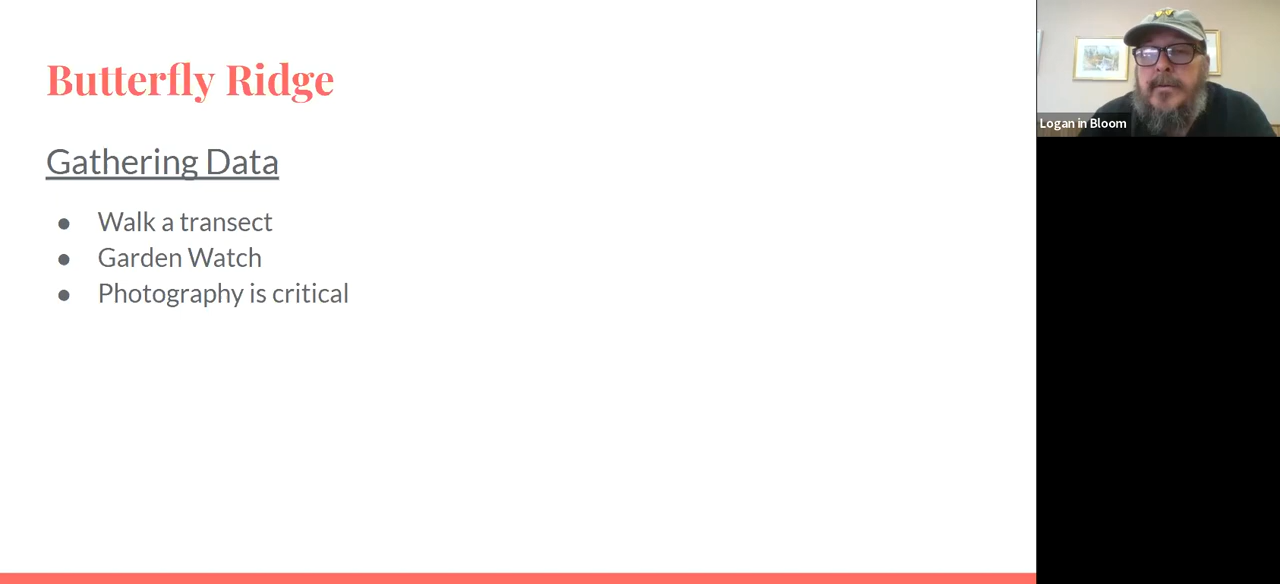 Butterfly Ridge
Gathering Data
● Walk a transect
● Garden Watch
● Photography is critical
Logan in Bloom